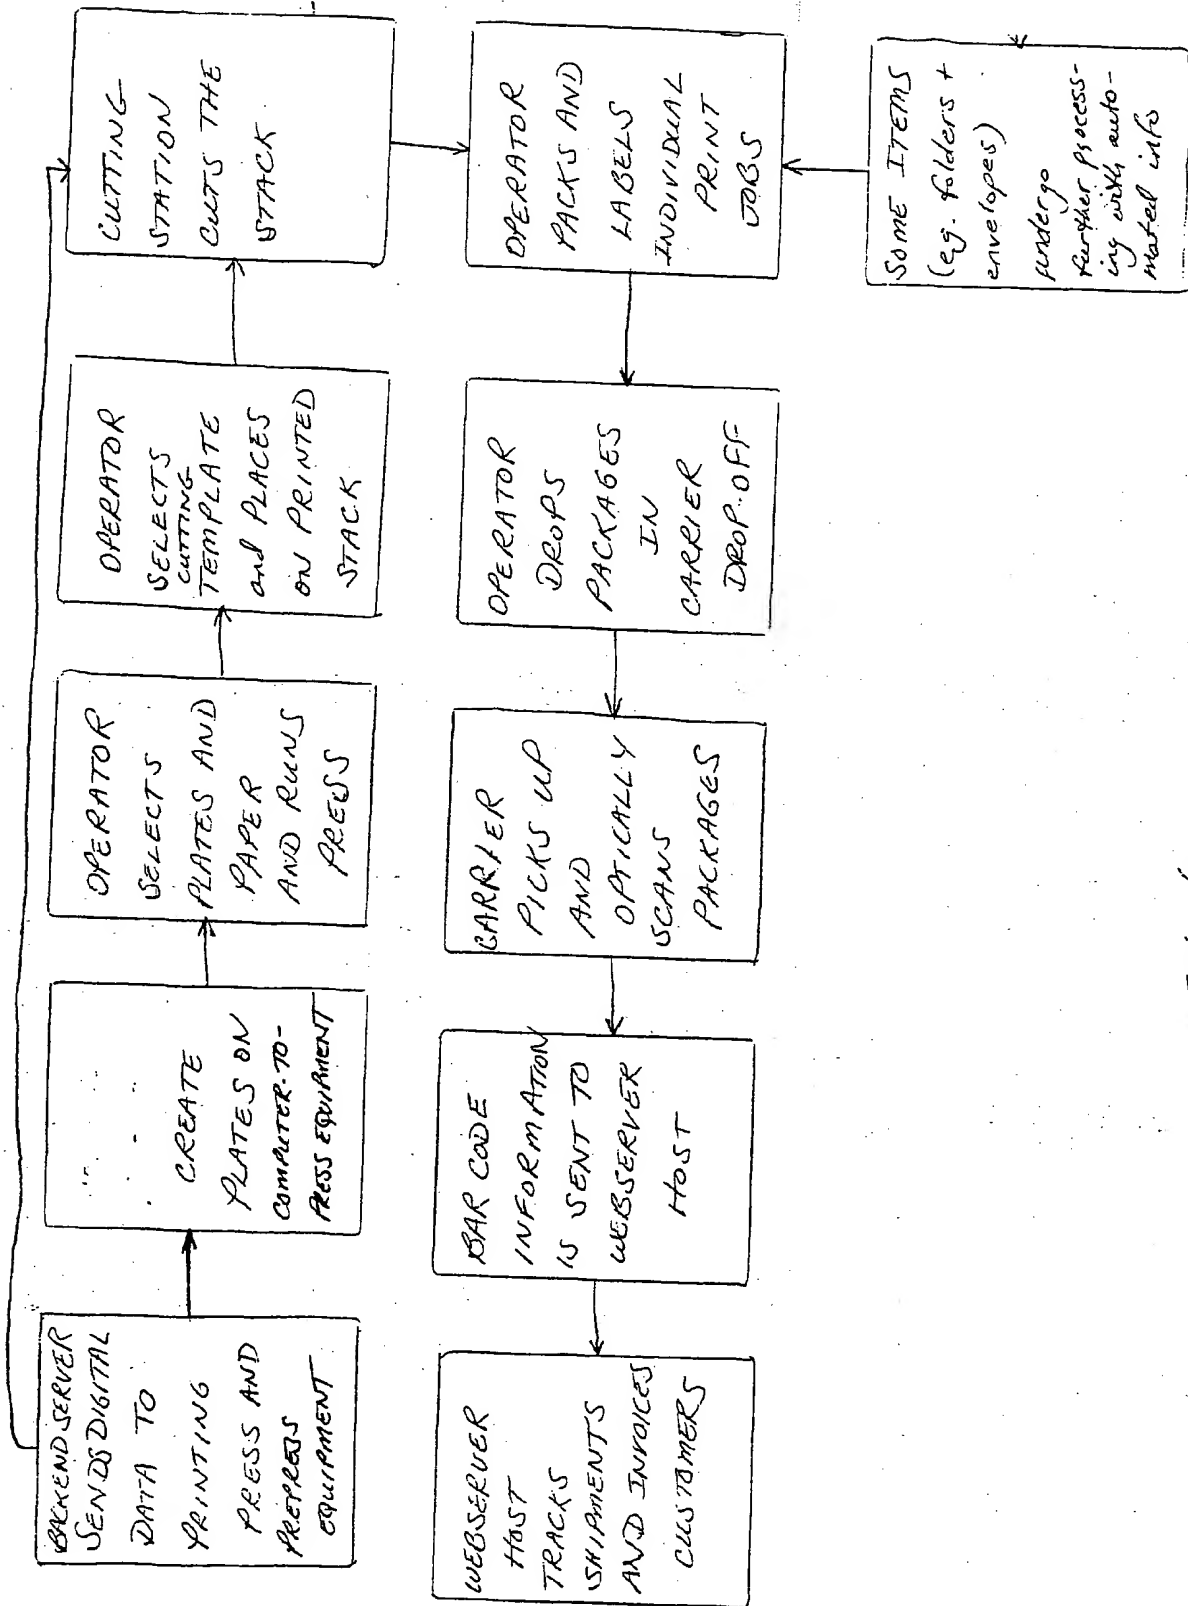 BACKEND SERVER
SENDS DIGITAL
DATA TO
PRINTING
PRESS AND
PREPRESS
EQUIPMENT
CREATE
PLATES ON
COMPUTER-TO-
PRESS EQUIPMENT
OPERATOR
SELECTS
PLATES AND
PAPER
AND RUNS
PRESS
OPERATOR
SELECTS
CUTTING
TEMPLATE
and PLACES
ON PRINTED
STACK
CUTTING
STATION
CUTS THE
STACK
OPERATOR
PACKS AND
LABELS
INDIVIDUAL
PRINT
JOBS
OPERATOR
DROPS
PACKAGES
IN
CARRIER
DROP-OFF
CARRIER
PICKS UP
AND
OPTICALLY
SCANS
PACKAGES
BAR CODE
INFORMATION
IS SENT TO
WEBSERVER
HOST
WEBSERVER
HOST
TRACKS
SHIPMENTS
AND INVOICES
CUSTOMERS
SOME ITEMS
(eg. folders +
envelopes)
undergo
further process-
ing with auto-
mated info